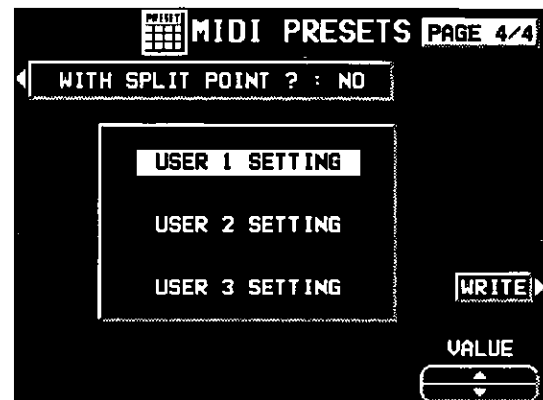 PRESET
MIDI PRESETS PAGE 4/4
WITH SPLIT POINT ? : NO
USER 1 SETTING
USER 2 SETTING
USER 3 SETTING
WRITE
VALUE